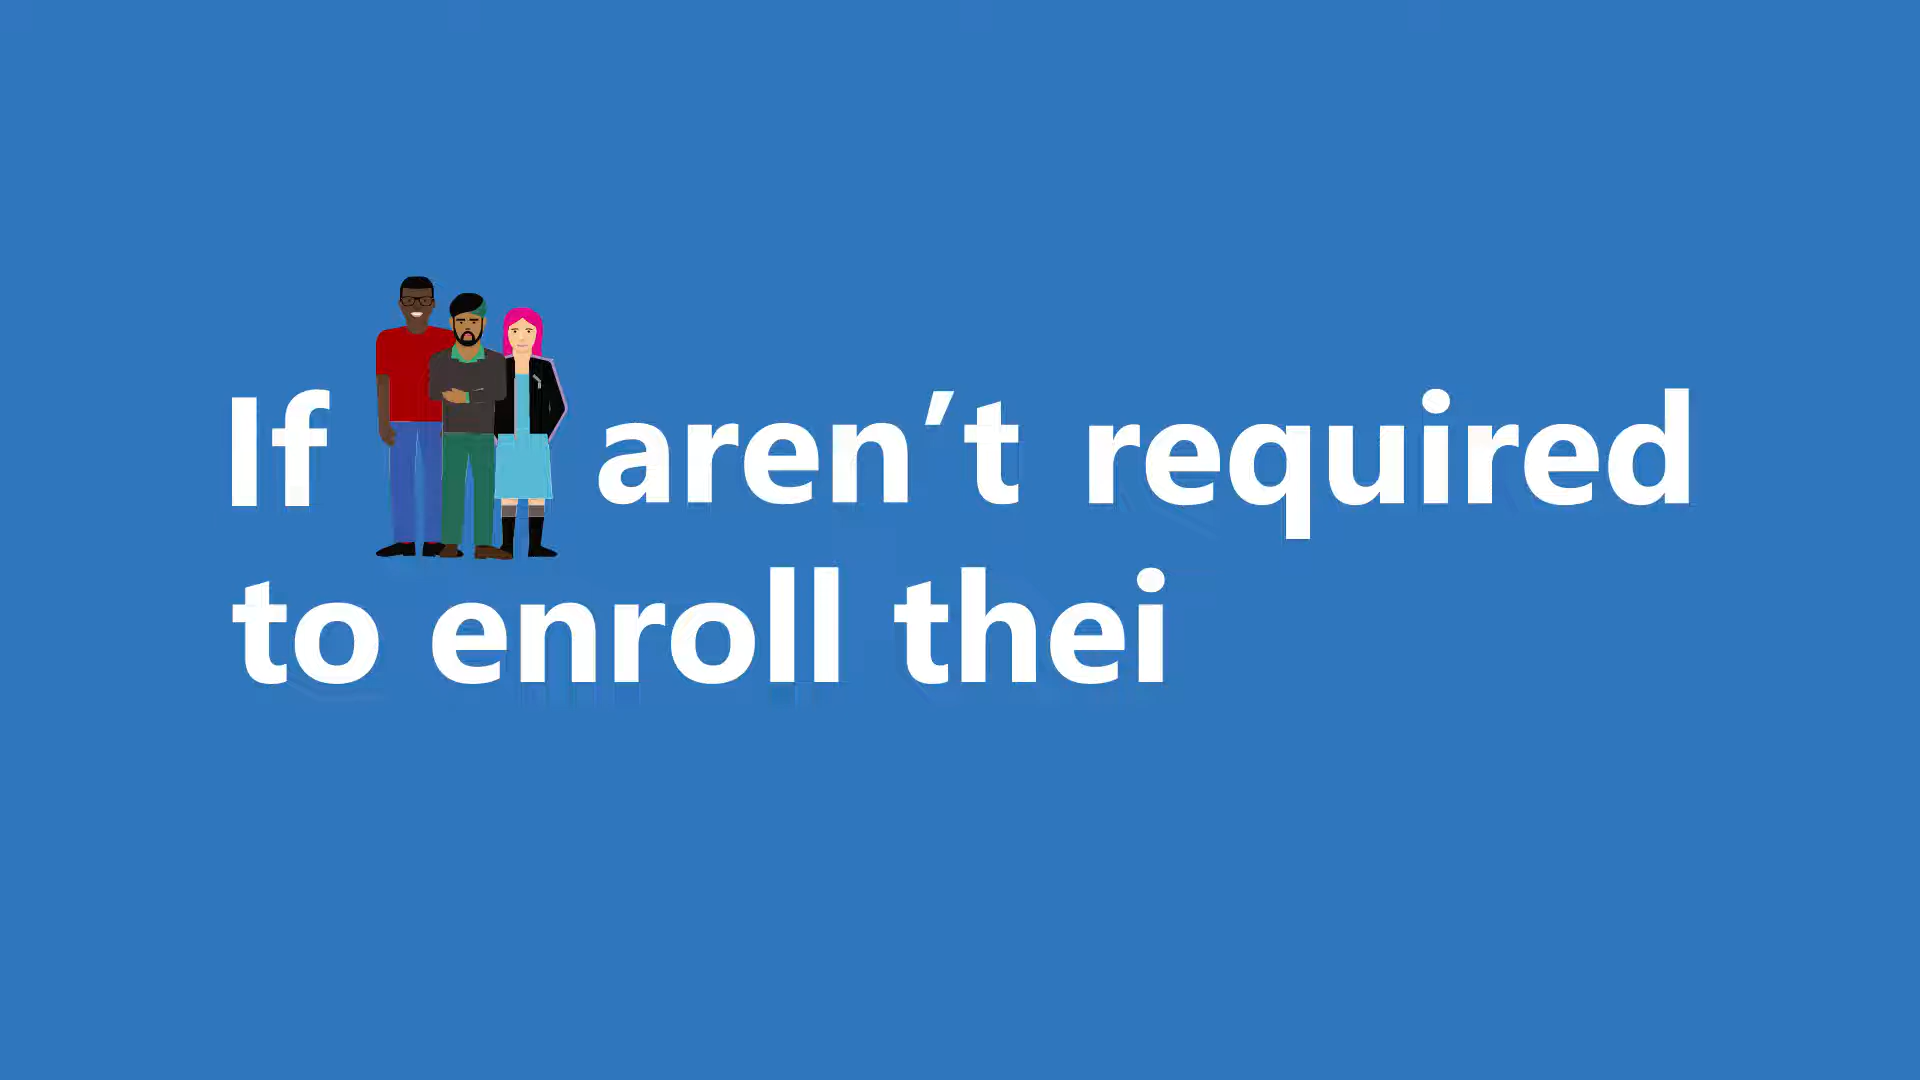 If aren’t required
to enroll thei